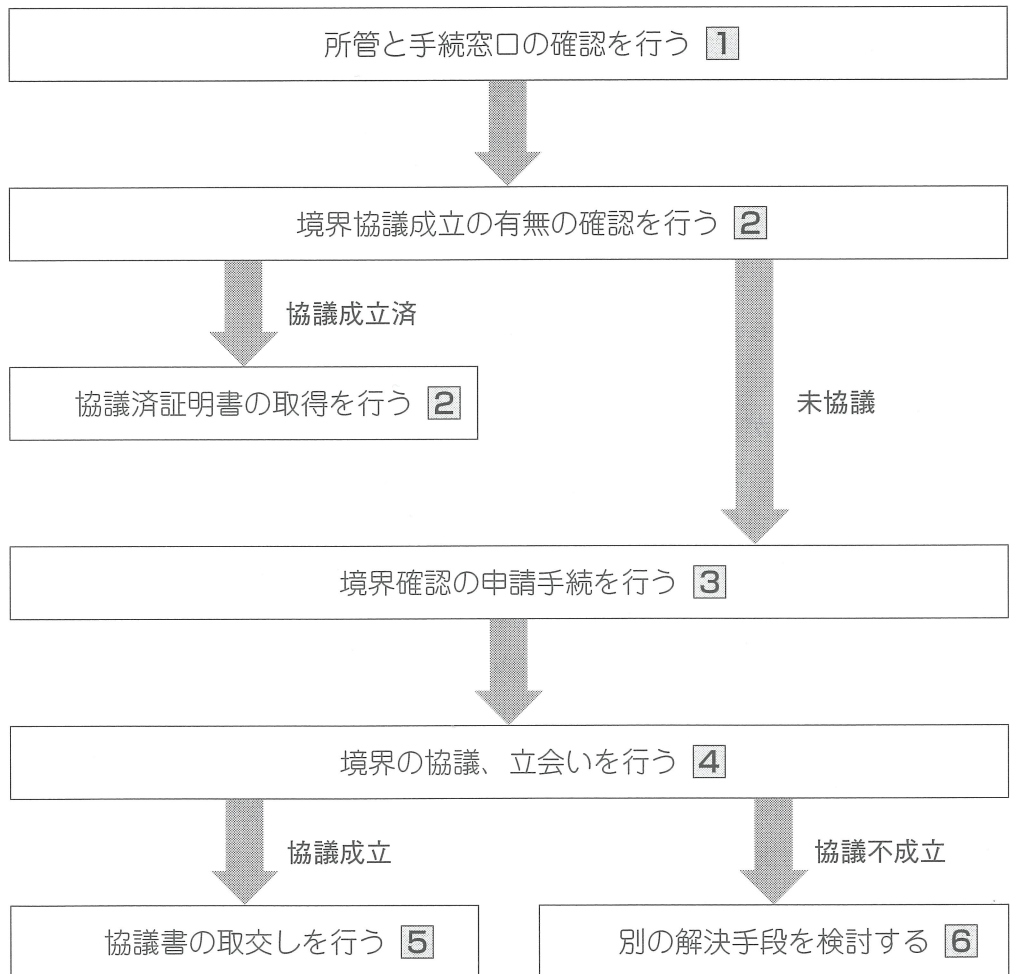 所管と手続窓口の確認を行う 1
境界協議成立の有無の確認を行う 2
協議成立済
協議済証明書の取得を行う 2
未協議
境界確認の申請手続を行う 3
境界の協議、立会いを行う 4
協議成立
協議不成立
協議書の取交しを行う 5
別の解決手段を検討する 6